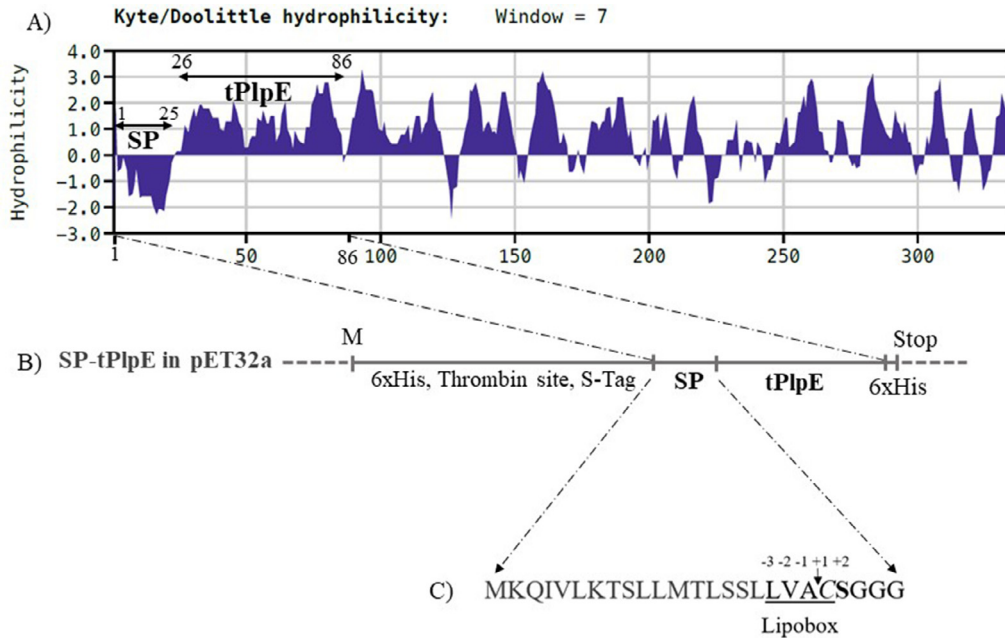 A)
Kyte/Doolittle hydrophilicity: Window = 7
Hydrophilicity
4.0
3.0
2.0
1.0
0.0
-1.0
-2.0
-3.0
26 86
tPlpE
1 25
SP
1 50 86 100 150 200 250 300
B) SP-tPlpE in pET32a
M
Stop
6xHis, Thrombin site, S-Tag SP tPlpE 6xHis
-3 -2 -1 +1 +2
C) MKQIVLKTSLLMTLSSLLVACSGGG
Lipobox